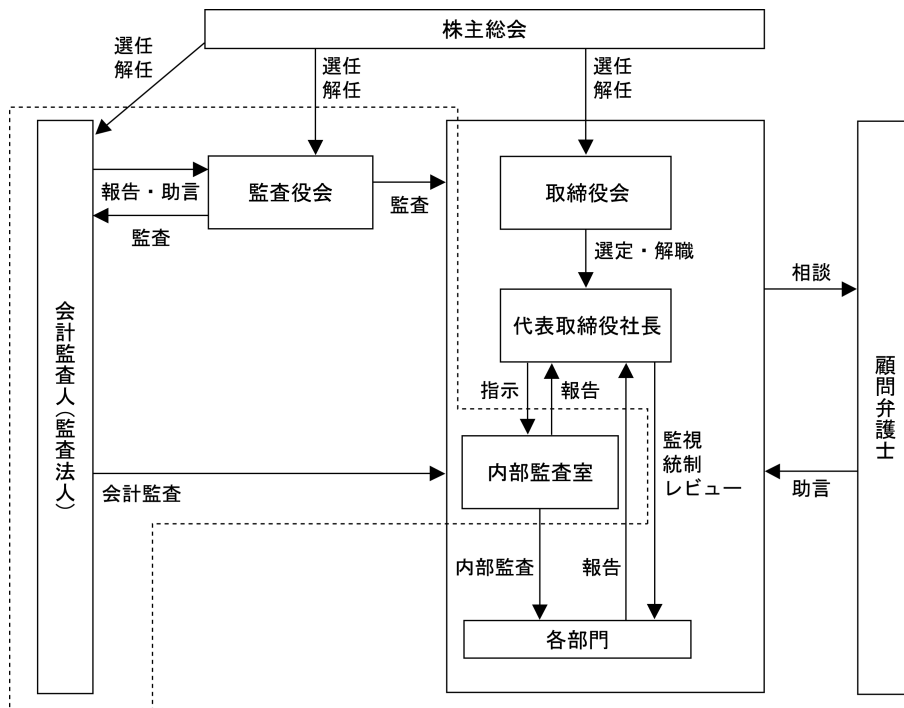 株主総会
選任
解任
選任
解任
選任
解任
報告・助言
監査
監査役会
監査
取締役会
選定・解職
代表取締役社長
指示
報告
内部監査室
監視
統制
レビュー
会計監査人(監査法人)
会計監査
内部監査
報告
各部門
相談
助言
顧問弁護士